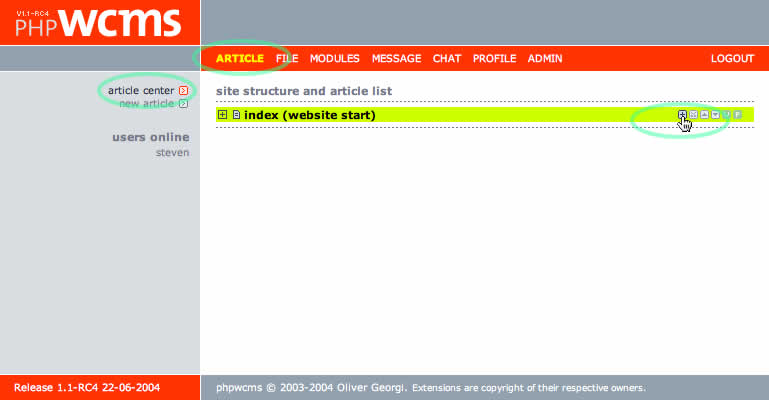 V1.1-RC4
PHPWCMS
ARTICLE FILE MODULES MESSAGE CHAT PROFILE ADMIN LOGOUT
article center
new article
users online
steven
site structure and article list
index (website start)
Release 1.1-RC4 22-06-2004
phpwcms © 2003-2004 Oliver Georgi. Extensions are copyright of their respective owners.